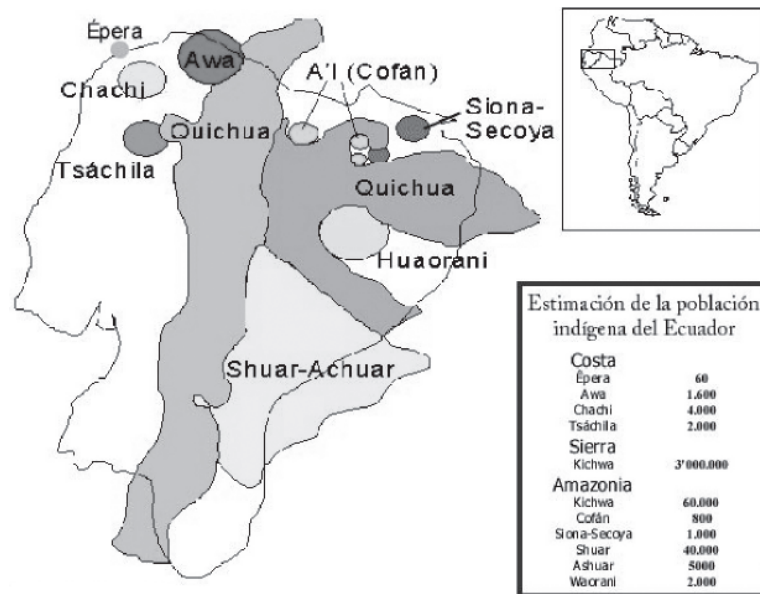 Épera
Awa
Chachi
A'I (Cofán)
Siona-
Secoya
Quichua
Tsáchila
Quichua
Huaorani
Shuar-Achuar
Estimación de la población
indígena del Ecuador
Costa
Épera 60
Awa 1.600
Chachi 4.000
Tsáchila 2.000
Sierra
Kichwa 3'000.000
Amazonia
Kichwa 60.000
Cofán 800
Siona-Secoya 1.000
Shuar 40.000
Ashuar 5000
Waorani 2.000